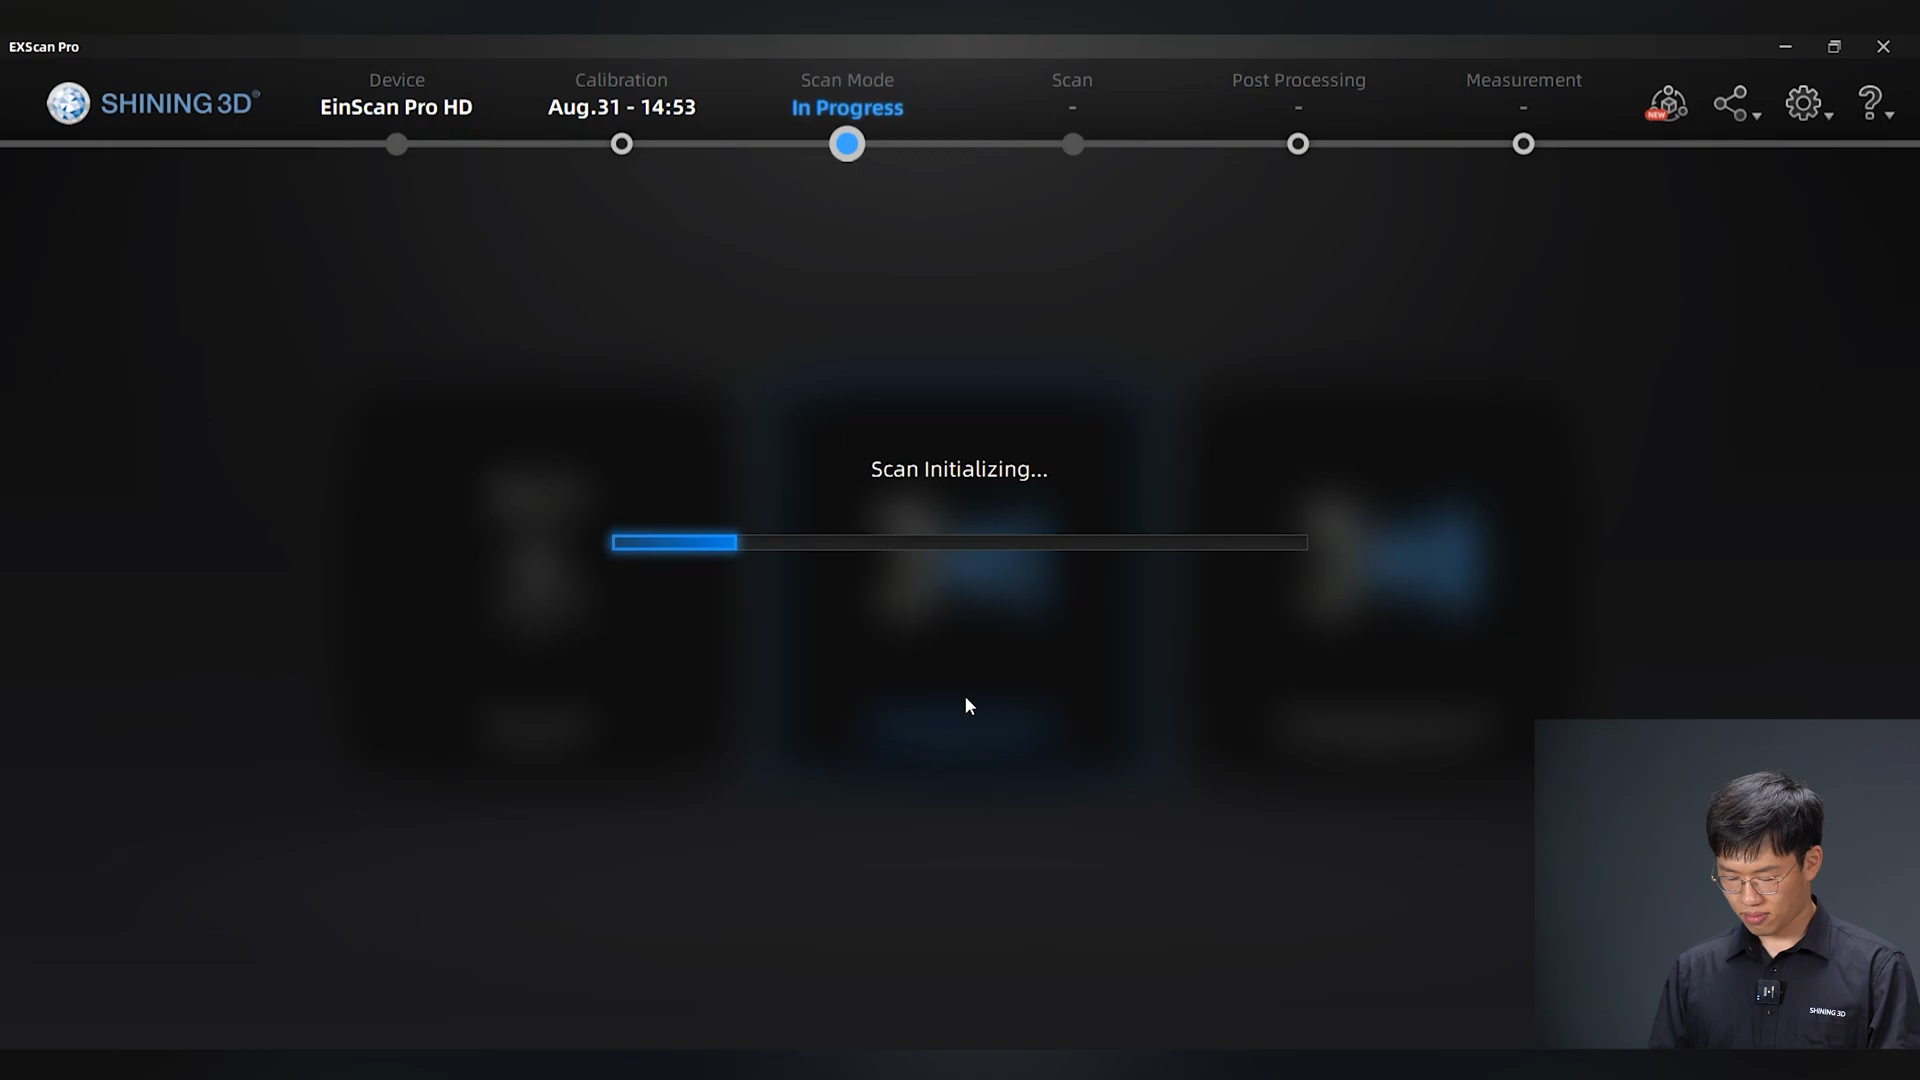 EXScan Pro
SHINING 3D®
Device
EinScan Pro HD
Calibration
Aug.31 - 14:53
Scan Mode
In Progress
Scan
-
Post Processing
-
Measurement
-
NEW
Scan Initializing...
SHINING 3D